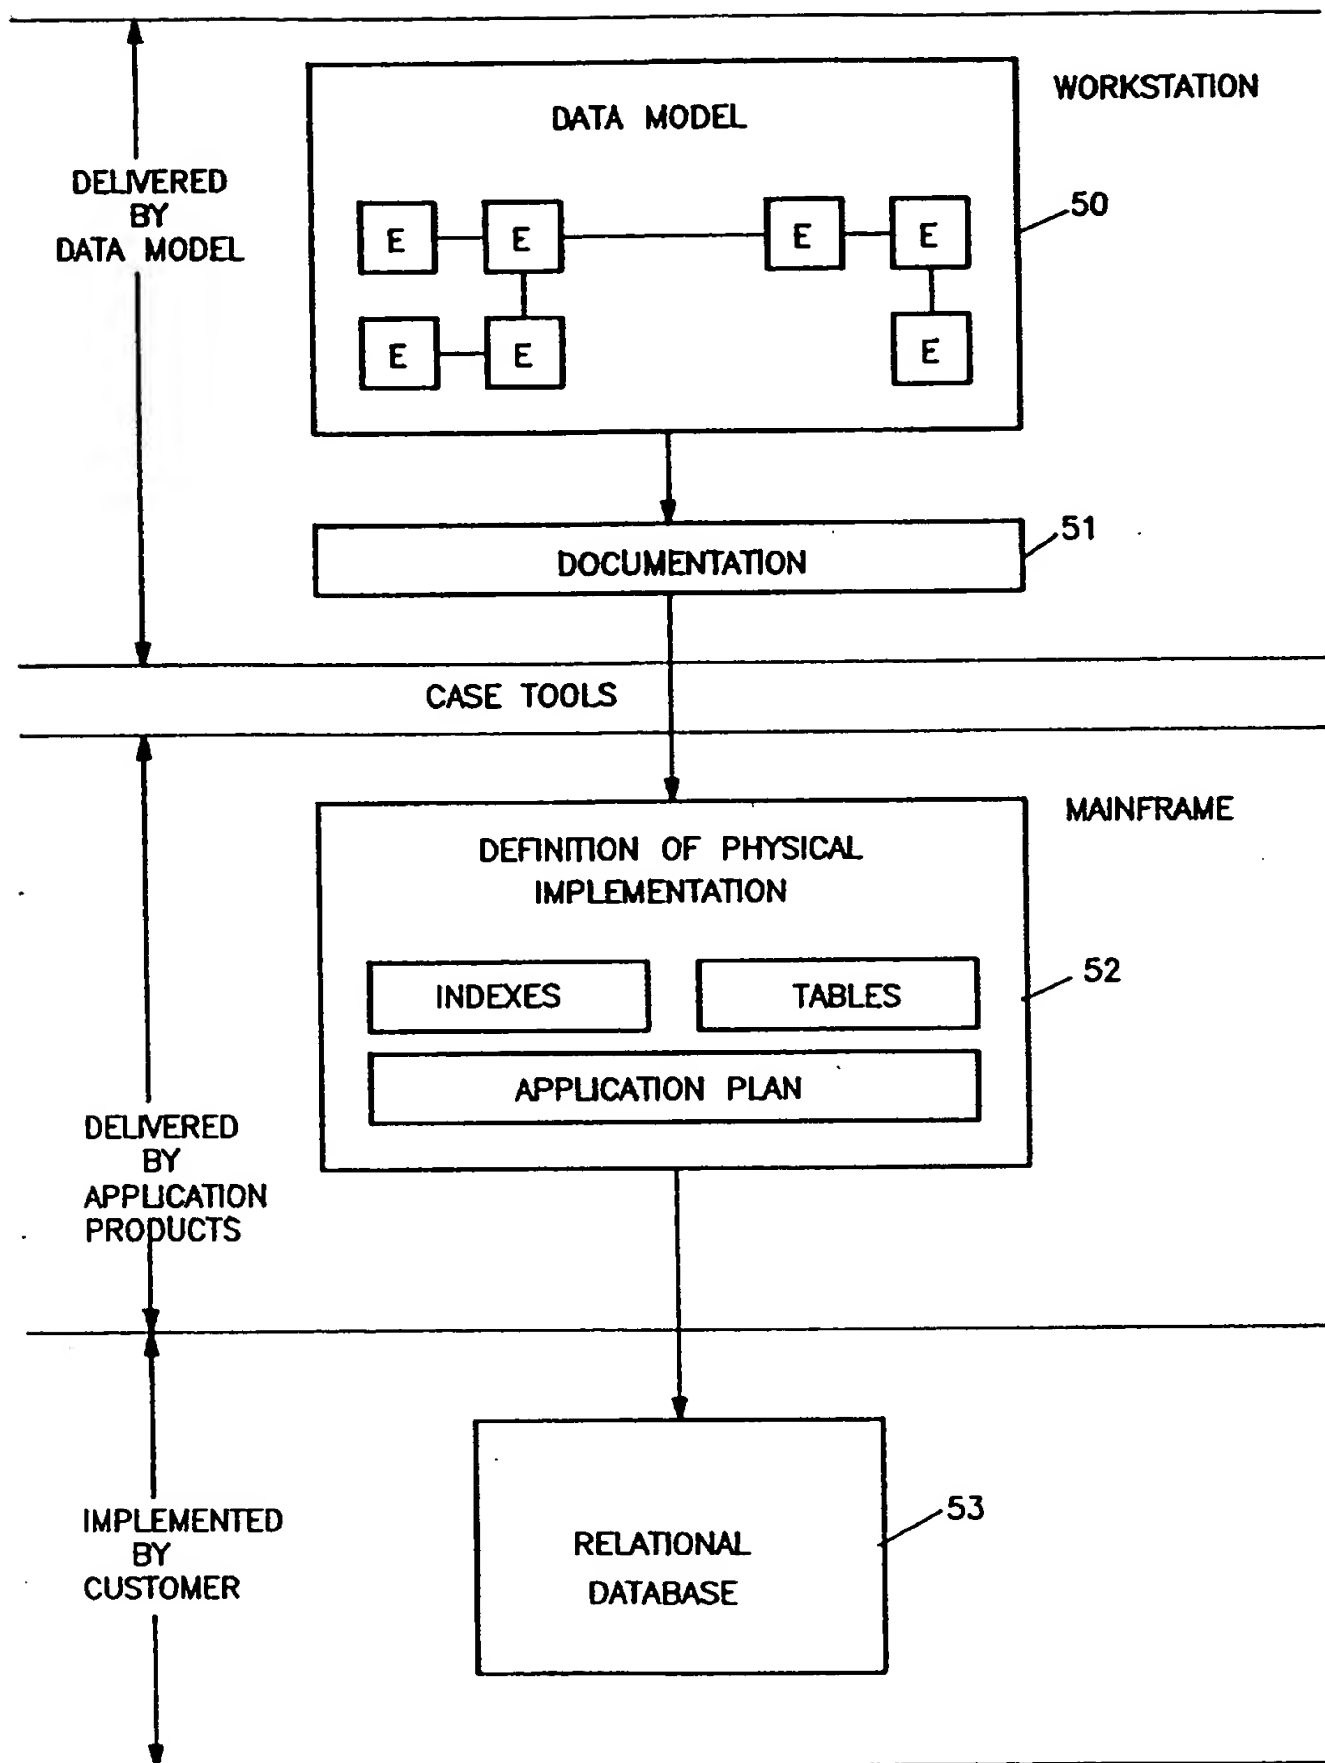 WORKSTATION
DATA MODEL
DELIVERED
BY
DATA MODEL
50
E E E E
E E E
51
DOCUMENTATION
CASE TOOLS
MAINFRAME
DEFINITION OF PHYSICAL
IMPLEMENTATION
52
INDEXES TABLES
APPLICATION PLAN
DELIVERED
BY
APPLICATION
PRODUCTS
53
IMPLEMENTED
BY
CUSTOMER
RELATIONAL
DATABASE